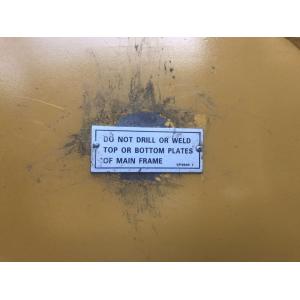 DO NOT DRILL OR WELD
TOP OR BOTTOM PLATES
OF MAIN FRAME